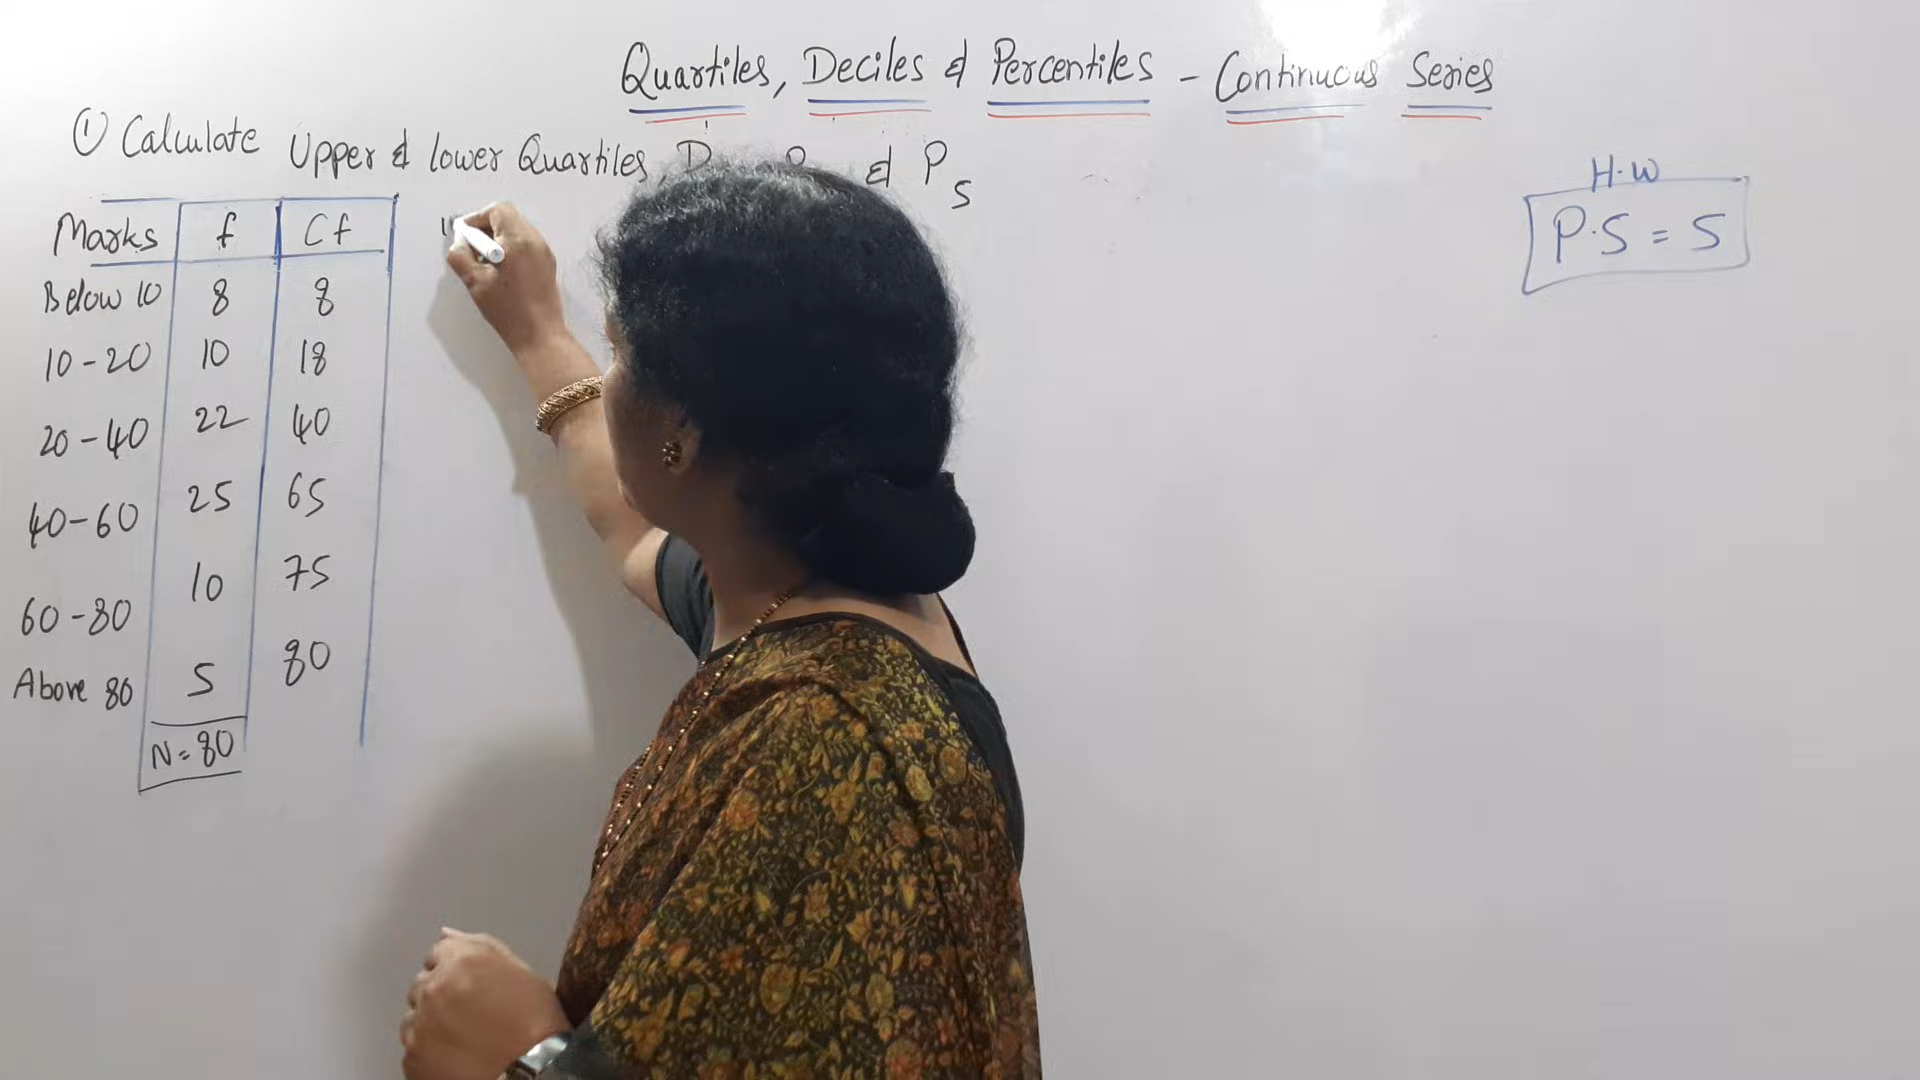 Quartiles, Deciles & Percentiles - Continuous Series
① Calculate Upper & lower Quartiles, D & P5
H.W
P.S = 5
Marks f Cf
Below 10 8 8
10-20 10 18
20-40 22 40
40-60 25 65
60-80 10 75
Above 80 5 80
N = 80